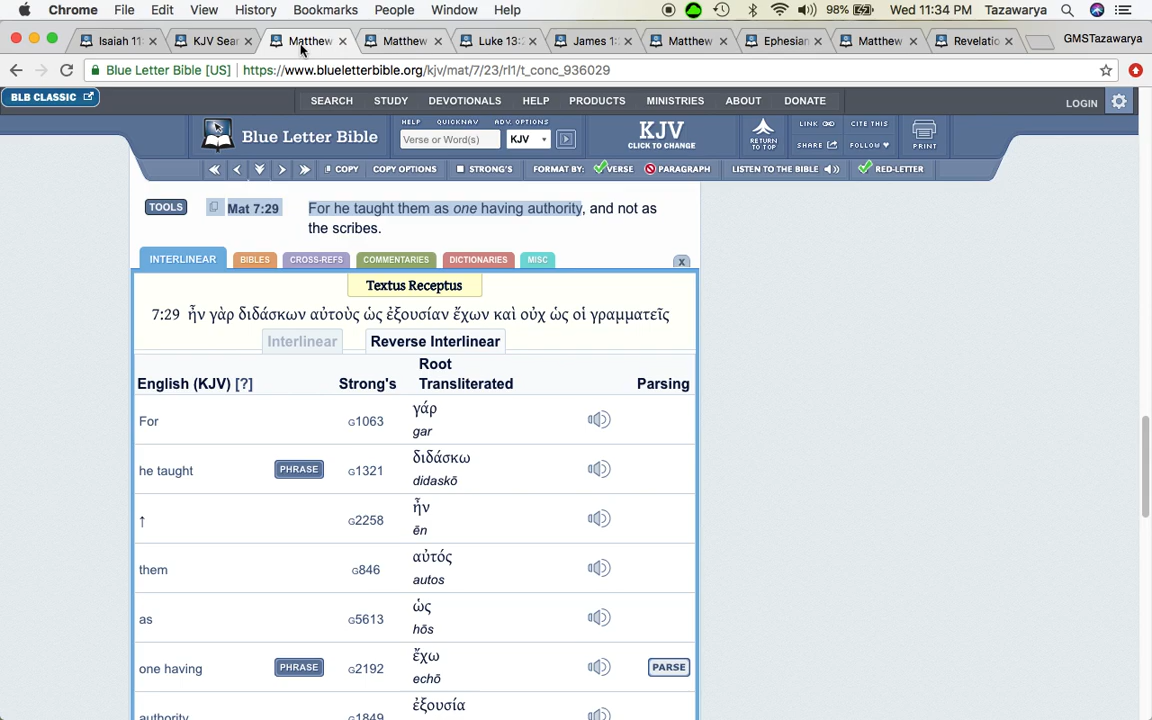 Chrome File Edit View History Bookmarks People Window Help 98% Wed 11:34 PM Tazawarya
Isaiah 11: KJV Sear Matthew Matthew Luke 13: James 1: Matthew Ephesian Matthew Revelatio GMSTazawarya
Blue Letter Bible [US] https://www.blueletterbible.org/kjv/mat/7/23/rl1/t_conc_936029
BLB CLASSIC SEARCH STUDY DEVOTIONALS HELP PRODUCTS MINISTRIES ABOUT DONATE LOGIN
HELP QUICKNAV ADV. OPTIONS
Blue Letter Bible Verse or Word(s) KJV KJV CLICK TO CHANGE RETURN TO TOP LINK CITE THIS SHARE FOLLOW PRINT
COPY COPY OPTIONS STRONG'S FORMAT BY: VERSE PARAGRAPH LISTEN TO THE BIBLE RED-LETTER
TOOLS Mat 7:29 For he taught them as one having authority, and not as
the scribes.
INTERLINEAR BIBLES CROSS-REFS COMMENTARIES DICTIONARIES MISC x
Textus Receptus
7:29 ἦν γὰρ διδάσκων αὐτοὺς ὡς ἐξουσίαν ἔχων καὶ οὐχ ὡς οἱ γραμματεῖς
Interlinear Reverse Interlinear
Root
English (KJV) [?] Strong's Transliterated Parsing
For G1063 γάρ
gar
he taught PHRASE G1321 διδάσκω
didaskō
↑ G2258 ἦν
ēn
them G846 αὐτός
autos
as G5613 ὡς
hōs
one having PHRASE G2192 ἔχω PARSE
echō
authority G1849 ἐξουσία